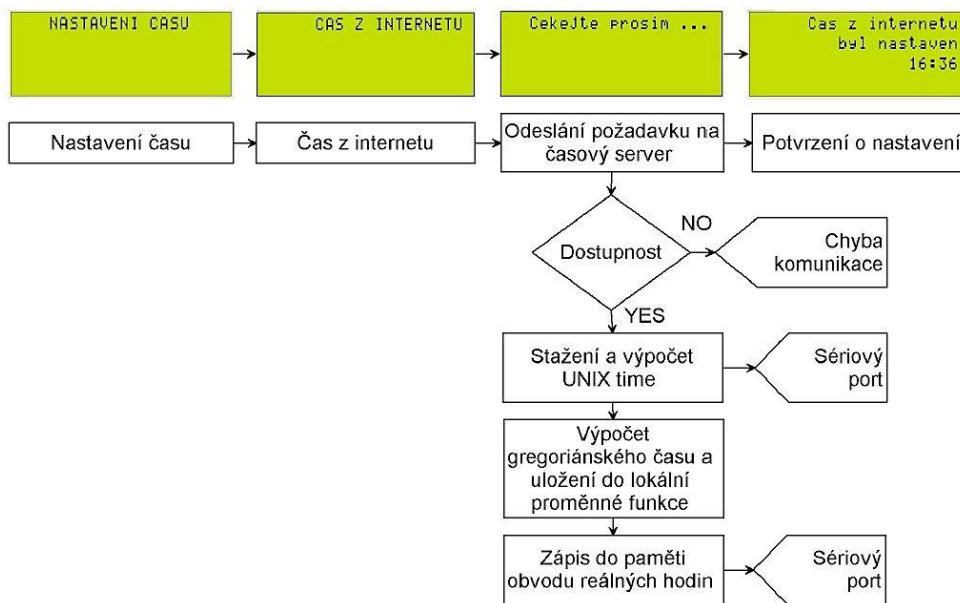 NASTAVENI CASU
CAS Z INTERNETU
Cekejte prosim ...
Cas z internetu
byl nastaven
16:36
Nastavení času
Čas z internetu
Odeslání požadavku na
časový server
Potvrzení o nastavení
Dostupnost
NO
Chyba
komunikace
YES
Stažení a výpočet
UNIX time
Sériový
port
Výpočet
gregoriánského času a
uložení do lokální
proměnné funkce
Zápis do paměti
obvodu reálných hodin
Sériový
port